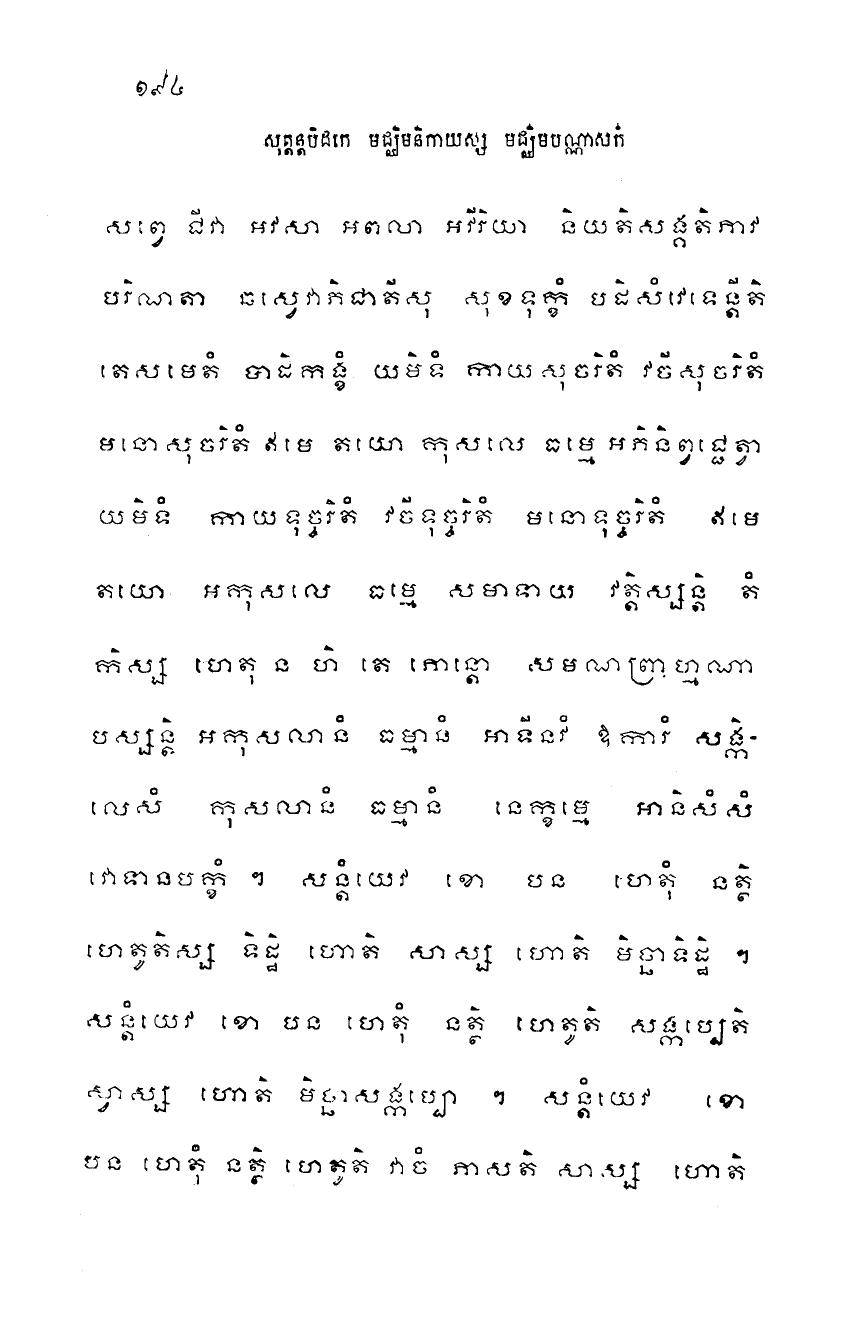 ១៩៤
សុត្តន្តបិដកេ មជ្ឈិមនិកាយស្ស មជ្ឈិមបណ្ណាសកំ
សព្វេ ជីវា អវសា អពលា អវីរិយា និយតិសង្គតិភាវ
បរិណតា ឆស្វេវាភិជាតីសុ សុខទុក្ខំ បដិសំវេទេន្តីតិ
តេសមេតំ បាដិកង្ខំ យមិទំ កាយសុចរិតំ វចីសុចរិតំ
មនោសុចរិតំ ឥមេ តយោ កុសលេ ធម្មេ អភិនិព្វជ្ជេត្វា
យមិទំ កាយទុច្ចរិតំ វចីទុច្ចរិតំ មនោទុច្ចរិតំ ឥមេ
តយោ អកុសលេ ធម្មេ សមាទាយ វត្តិស្សន្តិ តំ
កិស្ស ហេតុ ន ហិ តេ ភោន្តោ សមណព្រាហ្មណា
បស្សន្តិ អកុសលានំ ធម្មានំ អាទីនវំ ឱការំ សង្កិ-
លេសំ កុសលានំ ធម្មានំ នេក្ខម្មេ អានិសំសំ
វោទានបក្ខំ ។ សន្តំយេវ ខោ បន ហេតុំ នត្ថិ
ហេតូតិស្ស ទិដ្ឋិ ហោតិ សាស្ស ហោតិ មិច្ឆាទិដ្ឋិ ។
សន្តំយេវ ខោ បន ហេតុំ នត្ថិ ហេតូតិ សង្កប្បេតិ
ស្វាស្ស ហោតិ មិច្ឆាសង្កប្បោ ។ សន្តំយេវ ខោ
បន ហេតុំ នត្ថិ ហេតូតិ វាចំ ភាសតិ សាស្ស ហោតិ